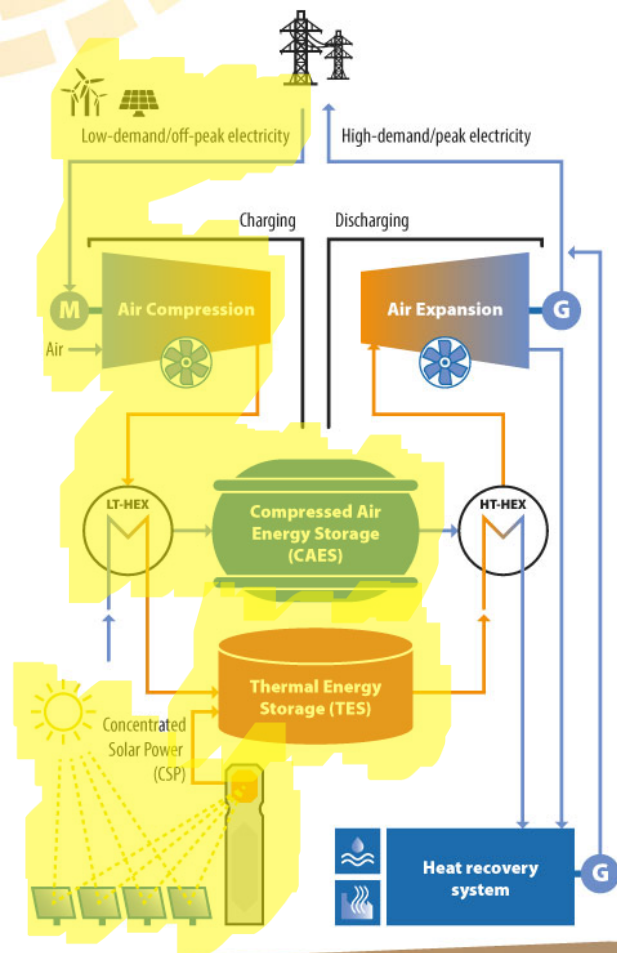 Low-demand/off-peak electricity
High-demand/peak electricity
Charging
Discharging
M
Air Compression
Air Expansion
G
Air
LT-HEX
Compressed Air
Energy Storage
(CAES)
HT-HEX
Thermal Energy
Storage (TES)
Concentrated
Solar Power
(CSP)
Heat recovery
system
G